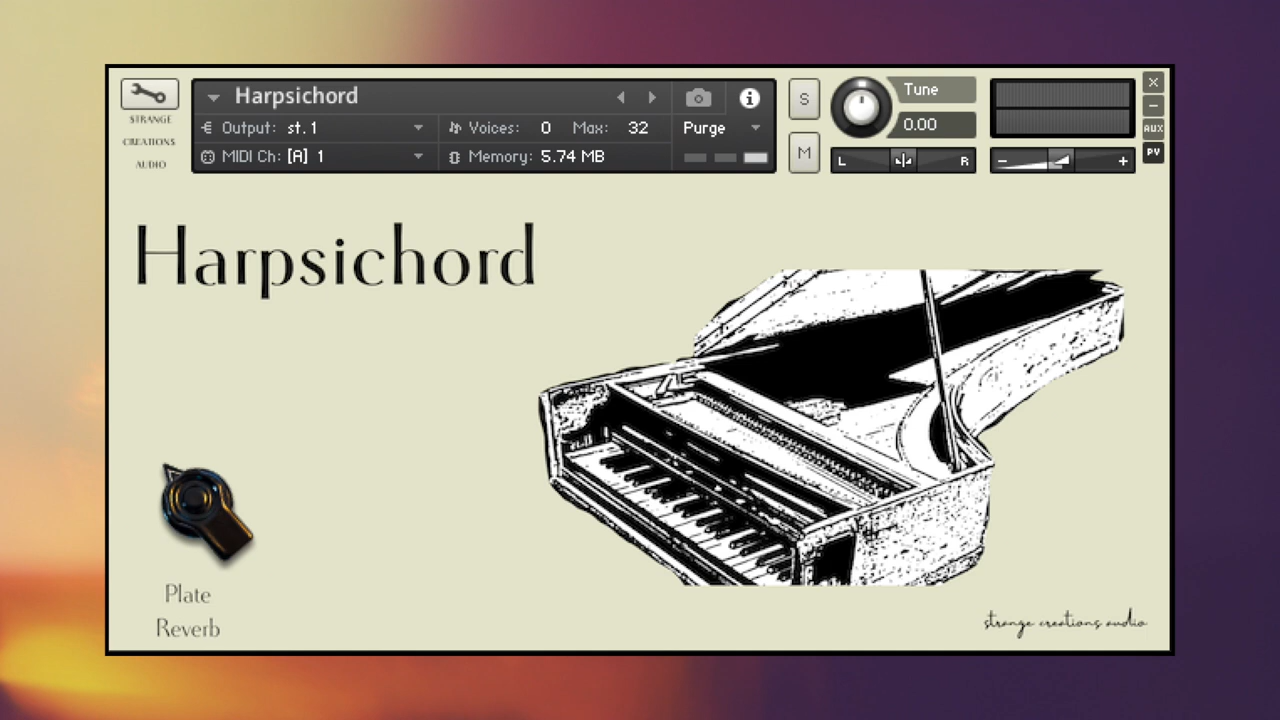 STRANGE
CREATIONS
AUDIO
Harpsichord
Output: st.1
Voices: 0 Max: 32
Purge
MIDI Ch: [A] 1
Memory: 5.74 MB
S
M
Tune
0.00
L R
- +
×
-
AUX
PV
Harpsichord
Plate
Reverb
strange creations audio